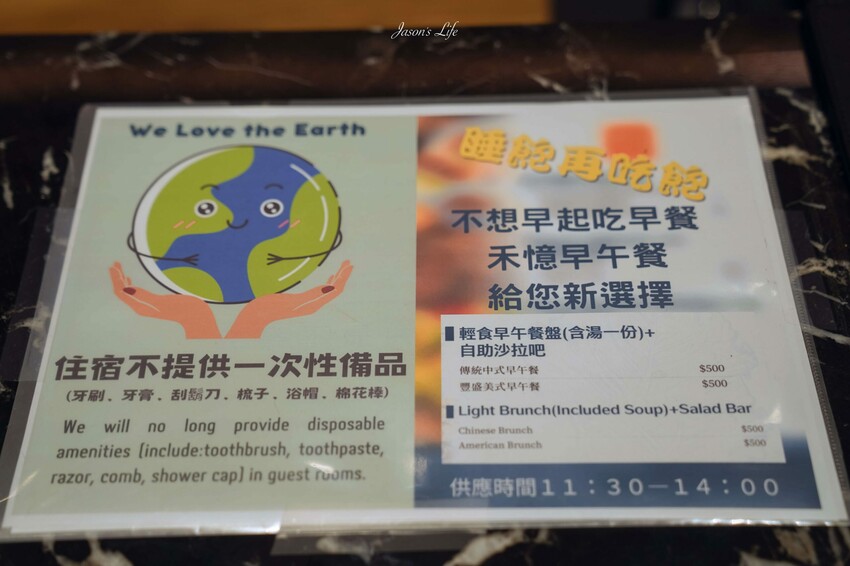 Jason's Life
We Love the Earth
住宿不提供一次性備品
(牙刷、牙膏、刮鬍刀、梳子、浴帽、棉花棒)
We will no long provide disposable
amenities [include:toothbrush, toothpaste,
razor, comb, shower cap] in guest rooms.
睡飽再吃飽
不想早起吃早餐
禾憶早午餐
給您新選擇
輕食早午餐盤(含湯一份)+
自助沙拉吧
傳統中式早午餐 $500
豐盛美式早午餐 $500
Light Brunch(Included Soup)+Salad Bar
Chinese Brunch $500
American Brunch $500
供應時間11：30—14：00